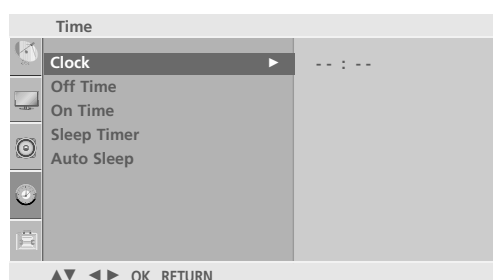 Time
Clock ► - - : - -
Off Time
On Time
Sleep Timer
Auto Sleep
▲▼ ◄► OK RETURN